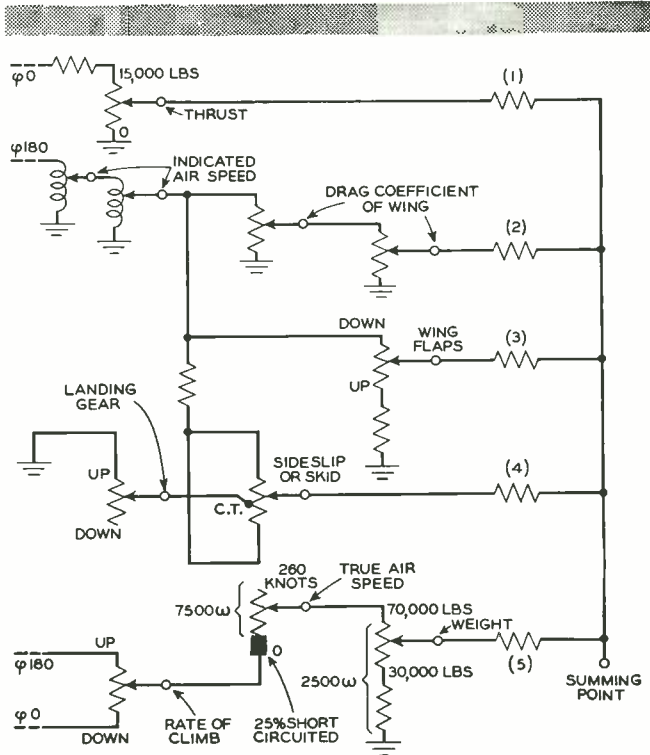 φ0
15,000 LBS
(1)
THRUST
0
φ180
INDICATED
AIR SPEED
DRAG COEFFICIENT
OF WING
(2)
DOWN
WING
FLAPS
(3)
UP
LANDING
GEAR
SIDESLIP
OR SKID
(4)
UP
C.T.
DOWN
260
KNOTS
TRUE AIR
SPEED
7500ω
70,000 LBS
WEIGHT
UP
0
(5)
φ180
30,000 LBS
2500ω
SUMMING
POINT
φ0
DOWN
RATE OF
CLIMB
25% SHORT
CIRCUITED